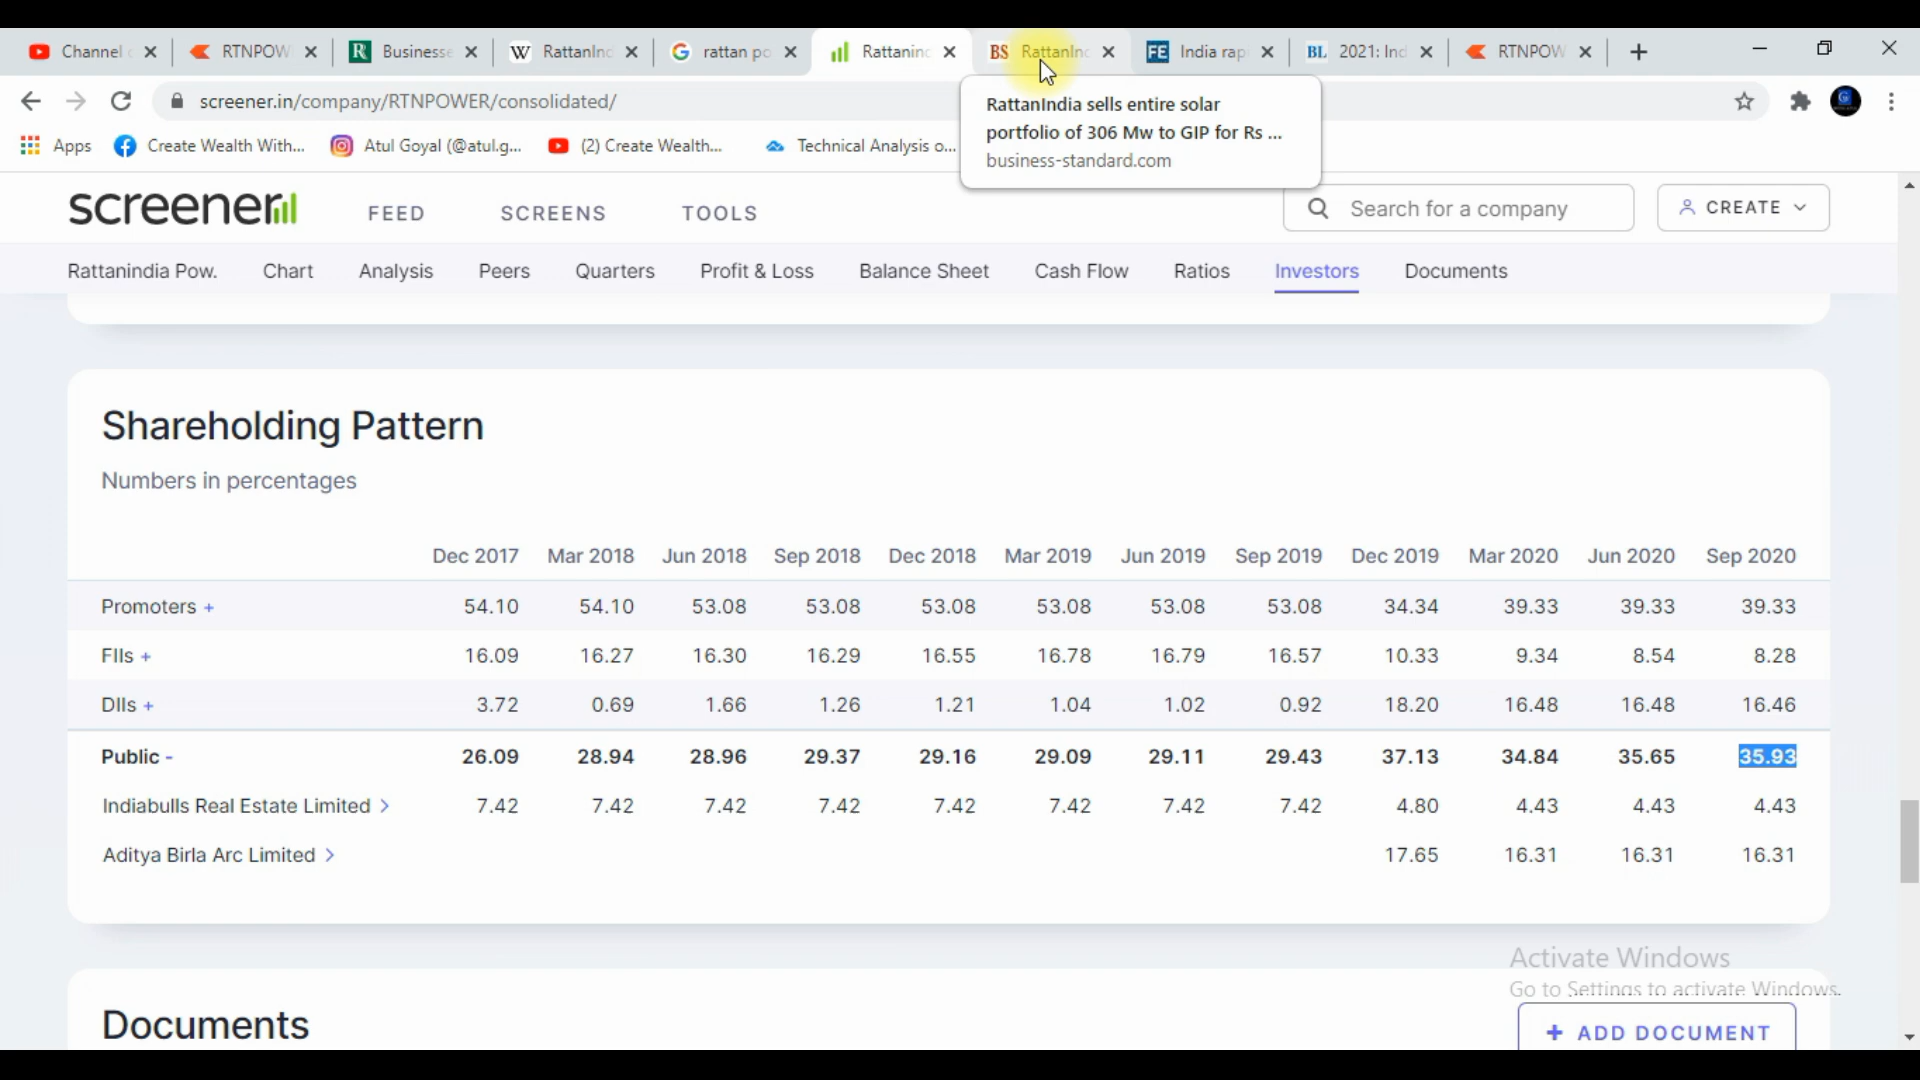 Channel
RTNPOW
Businesse
W RattanInd
rattan po
Rattanind
BS RattanInd
FE India rap
BL 2021: Ind
RTNPOW
screener.in/company/RTNPOWER/consolidated/
RattanIndia sells entire solar
portfolio of 306 Mw to GIP for Rs ...
business-standard.com
Apps
Create Wealth With...
Atul Goyal (@atul.g...
(2) Create Wealth...
Technical Analysis o...
screener
FEED SCREENS TOOLS
Search for a company
CREATE
Rattanindia Pow. Chart Analysis Peers Quarters Profit & Loss Balance Sheet Cash Flow Ratios Investors Documents
Shareholding Pattern
Numbers in percentages
Dec 2017 Mar 2018 Jun 2018 Sep 2018 Dec 2018 Mar 2019 Jun 2019 Sep 2019 Dec 2019 Mar 2020 Jun 2020 Sep 2020
Promoters + 54.10 54.10 53.08 53.08 53.08 53.08 53.08 53.08 34.34 39.33 39.33 39.33
FIIs + 16.09 16.27 16.30 16.29 16.55 16.78 16.79 16.57 10.33 9.34 8.54 8.28
DIIs + 3.72 0.69 1.66 1.26 1.21 1.04 1.02 0.92 18.20 16.48 16.48 16.46
Public - 26.09 28.94 28.96 29.37 29.16 29.09 29.11 29.43 37.13 34.84 35.65 35.93
Indiabulls Real Estate Limited > 7.42 7.42 7.42 7.42 7.42 7.42 7.42 7.42 4.80 4.43 4.43 4.43
Aditya Birla Arc Limited > 17.65 16.31 16.31 16.31
Activate Windows
Go to Settings to activate Windows.
Documents
+ ADD DOCUMENT